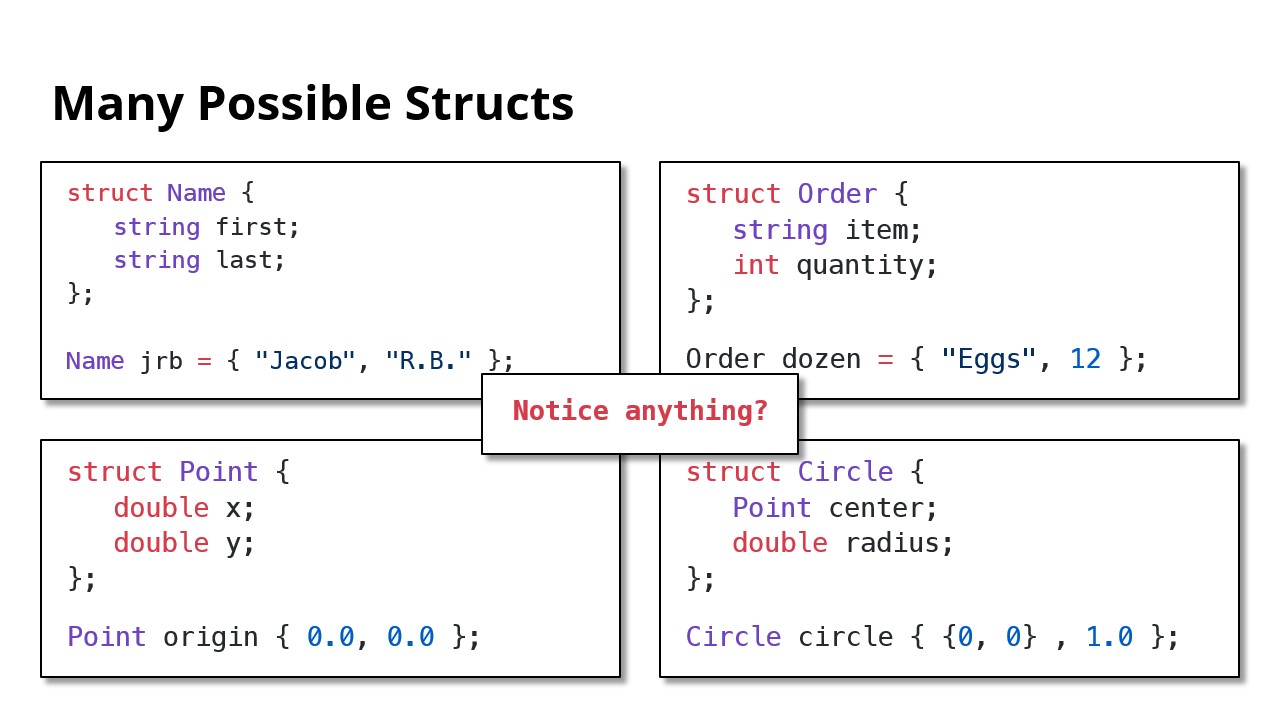 Many Possible Structs
struct Name {
string first;
string last;
};
Name jrb = { "Jacob", "R.B." };
struct Order {
string item;
int quantity;
};
Order dozen = { "Eggs", 12 };
Notice anything?
struct Point {
double x;
double y;
};
Point origin { 0.0, 0.0 };
struct Circle {
Point center;
double radius;
};
Circle circle { {0, 0} , 1.0 };